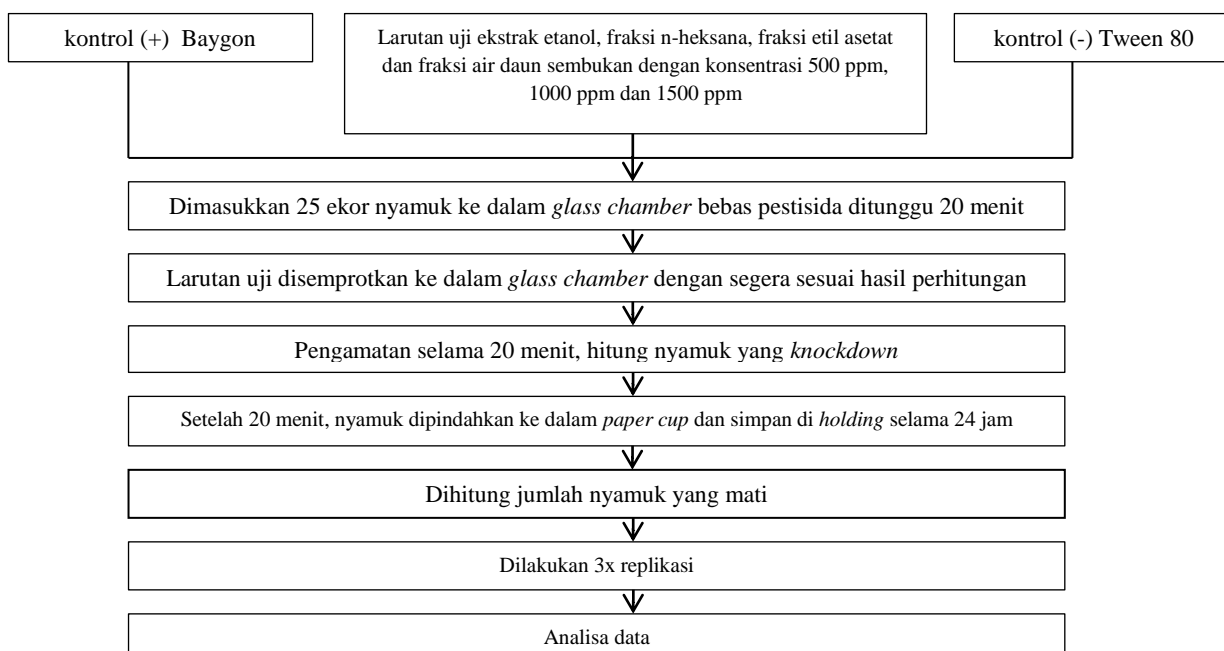 kontrol (+) Baygon
Larutan uji ekstrak etanol, fraksi n-heksana, fraksi etil asetat
dan fraksi air daun sembukan dengan konsentrasi 500 ppm,
1000 ppm dan 1500 ppm
kontrol (-) Tween 80
Dimasukkan 25 ekor nyamuk ke dalam glass chamber bebas pestisida ditunggu 20 menit
Larutan uji disemprotkan ke dalam glass chamber dengan segera sesuai hasil perhitungan
Pengamatan selama 20 menit, hitung nyamuk yang knockdown
Setelah 20 menit, nyamuk dipindahkan ke dalam paper cup dan simpan di holding selama 24 jam
Dihitung jumlah nyamuk yang mati
Dilakukan 3x replikasi
Analisa data